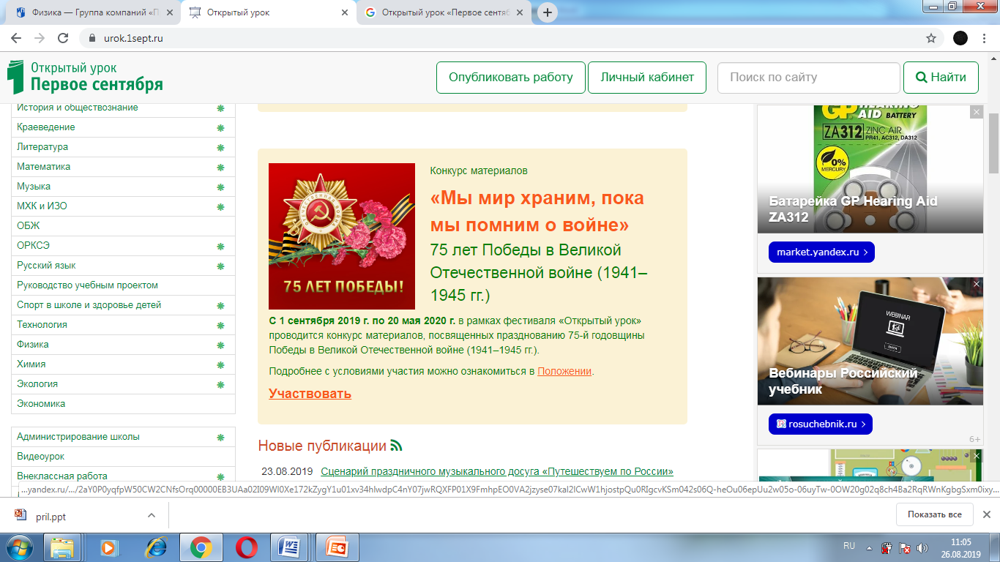 Физика — Группа компаний «П
Открытый урок
Открытый урок «Первое сентяб
urok.1sept.ru
Открытый урок
Первое сентября
Опубликовать работу
Личный кабинет
Поиск по сайту
Найти
История и обществознание
Краеведение
Литература
Математика
Музыка
МХК и ИЗО
ОБЖ
ОРКСЭ
Русский язык
Руководство учебным проектом
Спорт в школе и здоровье детей
Технология
Физика
Химия
Экология
Экономика
Администрирование школы
Видеоурок
Внеклассная работа
75 ЛЕТ ПОБЕДЫ!
Конкурс материалов
«Мы мир храним, пока
мы помним о войне»
75 лет Победы в Великой
Отечественной войне (1941–
1945 гг.)
С 1 сентября 2019 г. по 20 мая 2020 г. в рамках фестиваля «Открытый урок»
проводится конкурс материалов, посвященных празднованию 75-й годовщины
Победы в Великой Отечественной войне (1941–1945 гг.).
Подробнее с условиями участия можно ознакомиться в Положении.
Участвовать
Новые публикации
23.08.2019 Сценарий праздничного музыкального досуга «Путешествуем по России»
GP HEARING
AID BATTERY
ZA312 ZINC AIR
PR41, AC312, DA312
0%
MERCURY
Батарейка GP Hearing Aid
ZA312
market.yandex.ru
WEBINAR
ENTER
Вебинары Российский
учебник
rosuchebnik.ru
6+
pril.ppt
Показать все
RU
11:05
26.08.2019